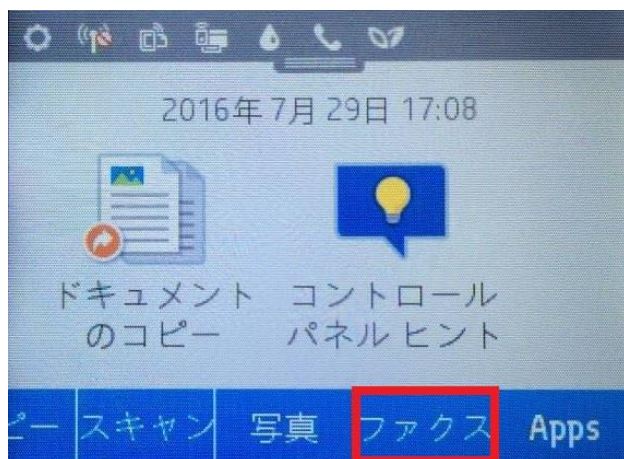 2016年7月29日 17:08
ドキュメント
のコピー
コントロール
パネル ヒント
ピー
スキャン
写真
ファクス
Apps